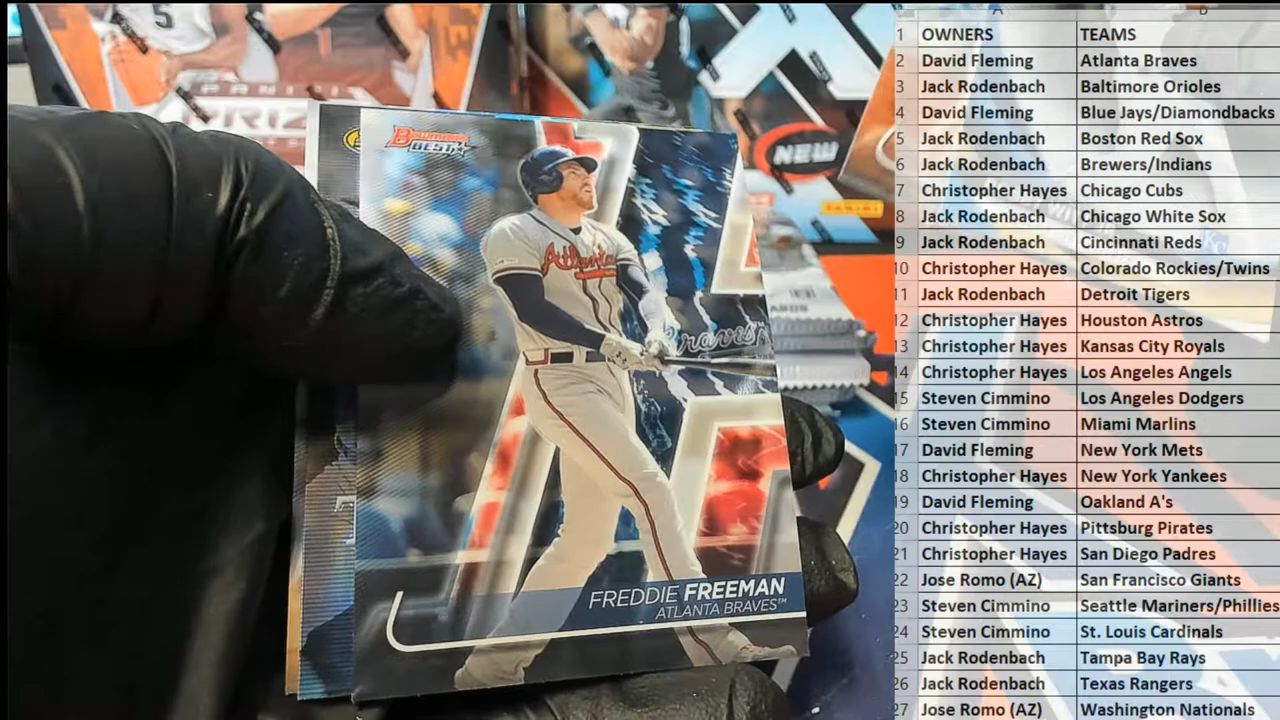 A B
1 OWNERS TEAMS
2 David Fleming Atlanta Braves
3 Jack Rodenbach Baltimore Orioles
4 David Fleming Blue Jays/Diamondbacks
5 Jack Rodenbach Boston Red Sox
6 Jack Rodenbach Brewers/Indians
7 Christopher Hayes Chicago Cubs
8 Jack Rodenbach Chicago White Sox
9 Jack Rodenbach Cincinnati Reds
10 Christopher Hayes Colorado Rockies/Twins
11 Jack Rodenbach Detroit Tigers
12 Christopher Hayes Houston Astros
13 Christopher Hayes Kansas City Royals
14 Christopher Hayes Los Angeles Angels
15 Steven Cimmino Los Angeles Dodgers
16 Steven Cimmino Miami Marlins
17 David Fleming New York Mets
18 Christopher Hayes New York Yankees
19 David Fleming Oakland A's
20 Christopher Hayes Pittsburg Pirates
21 Christopher Hayes San Diego Padres
22 Jose Romo (AZ) San Francisco Giants
23 Steven Cimmino Seattle Mariners/Phillies
24 Steven Cimmino St. Louis Cardinals
25 Jack Rodenbach Tampa Bay Rays
26 Jack Rodenbach Texas Rangers
27 Jose Romo (AZ) Washington Nationals
5
PANINI
NEW
PANINI
BOWMAN'S
BEST
Atlanta
Braves
FREDDIE FREEMAN
ATLANTA BRAVES™